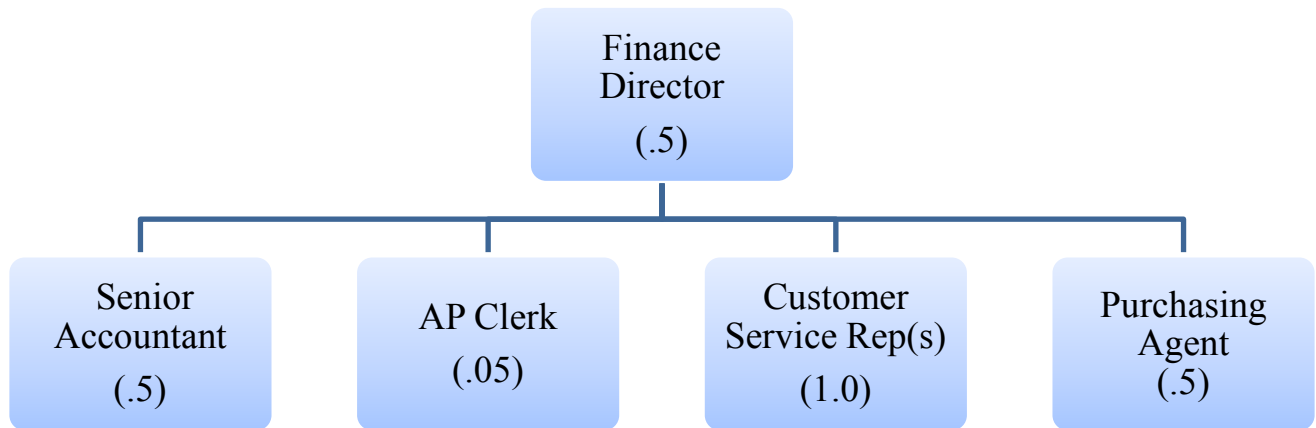 Finance
Director
(.5)
Senior
Accountant
(.5)
AP Clerk
(.05)
Customer
Service Rep(s)
(1.0)
Purchasing
Agent
(.5)